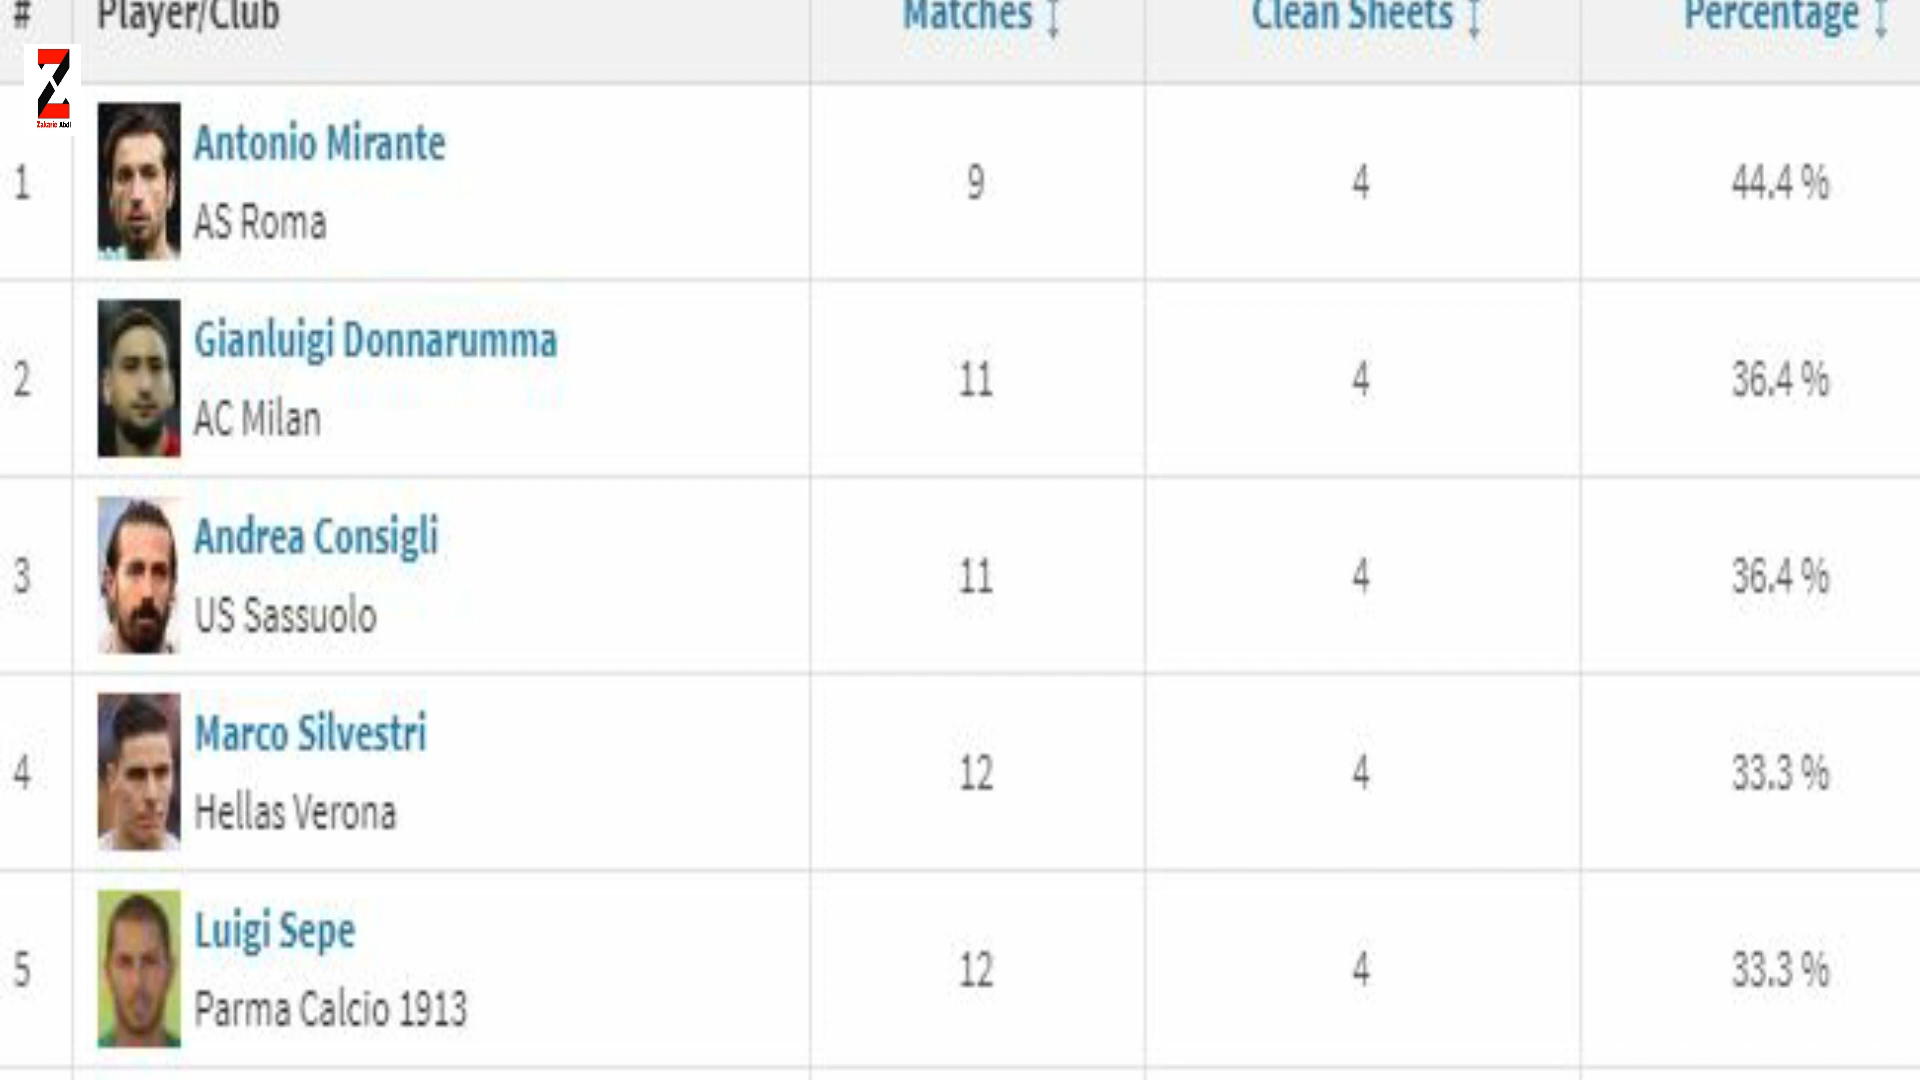 # Player/Club Matches Clean Sheets Percentage
Zakarie Abdi
1 Antonio Mirante 9 4 44.4 %
AS Roma
2 Gianluigi Donnarumma 11 4 36.4 %
AC Milan
3 Andrea Consigli 11 4 36.4 %
US Sassuolo
4 Marco Silvestri 12 4 33.3 %
Hellas Verona
5 Luigi Sepe 12 4 33.3 %
Parma Calcio 1913